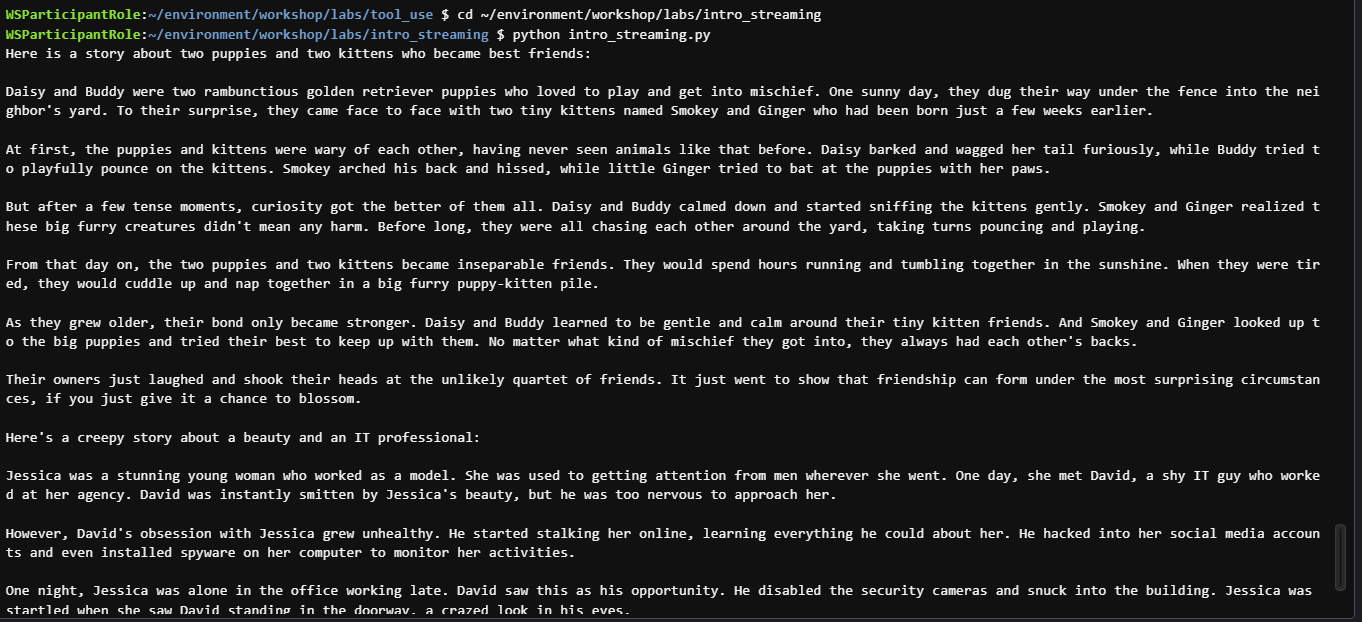 WSParticipantRole:~/environment/workshop/labs/tool_use $ cd ~/environment/workshop/labs/intro_streaming
WSParticipantRole:~/environment/workshop/labs/intro_streaming $ python intro_streaming.py
Here is a story about two puppies and two kittens who became best friends:
Daisy and Buddy were two rambunctious golden retriever puppies who loved to play and get into mischief. One sunny day, they dug their way under the fence into the nei
ghbor's yard. To their surprise, they came face to face with two tiny kittens named Smokey and Ginger who had been born just a few weeks earlier.
At first, the puppies and kittens were wary of each other, having never seen animals like that before. Daisy barked and wagged her tail furiously, while Buddy tried t
o playfully pounce on the kittens. Smokey arched his back and hissed, while little Ginger tried to bat at the puppies with her paws.
But after a few tense moments, curiosity got the better of them all. Daisy and Buddy calmed down and started sniffing the kittens gently. Smokey and Ginger realized t
hese big furry creatures didn't mean any harm. Before long, they were all chasing each other around the yard, taking turns pouncing and playing.
From that day on, the two puppies and two kittens became inseparable friends. They would spend hours running and tumbling together in the sunshine. When they were tir
ed, they would cuddle up and nap together in a big furry puppy-kitten pile.
As they grew older, their bond only became stronger. Daisy and Buddy learned to be gentle and calm around their tiny kitten friends. And Smokey and Ginger looked up t
o the big puppies and tried their best to keep up with them. No matter what kind of mischief they got into, they always had each other's backs.
Their owners just laughed and shook their heads at the unlikely quartet of friends. It just went to show that friendship can form under the most surprising circumstan
ces, if you just give it a chance to blossom.
Here's a creepy story about a beauty and an IT professional:
Jessica was a stunning young woman who worked as a model. She was used to getting attention from men wherever she went. One day, she met David, a shy IT guy who worke
d at her agency. David was instantly smitten by Jessica's beauty, but he was too nervous to approach her.
However, David's obsession with Jessica grew unhealthy. He started stalking her online, learning everything he could about her. He hacked into her social media accoun
ts and even installed spyware on her computer to monitor her activities.
One night, Jessica was alone in the office working late. David saw this as his opportunity. He disabled the security cameras and snuck into the building. Jessica was
startled when she saw David standing in the doorway, a crazed look in his eyes.